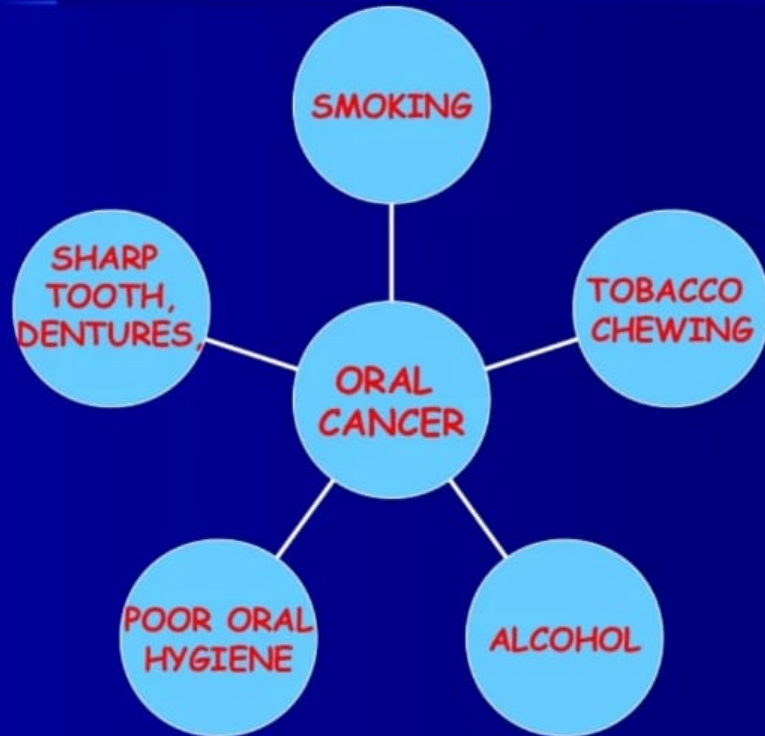 SMOKING
SHARP
TOOTH,
DENTURES,
TOBACCO
CHEWING
ORAL
CANCER
POOR ORAL
HYGIENE
ALCOHOL